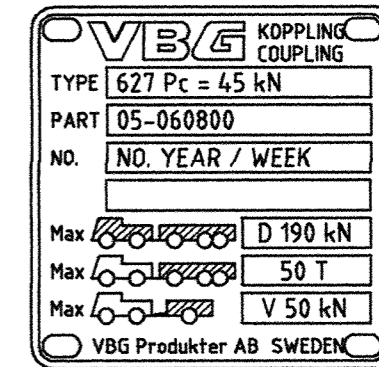 VBG KOPPLING
COUPLING
TYPE 627 Pc = 45 kN
PART 05-060800
NO. NO. YEAR / WEEK
Max D 190 kN
Max 50 T
Max V 50 kN
VBG Produkter AB SWEDEN